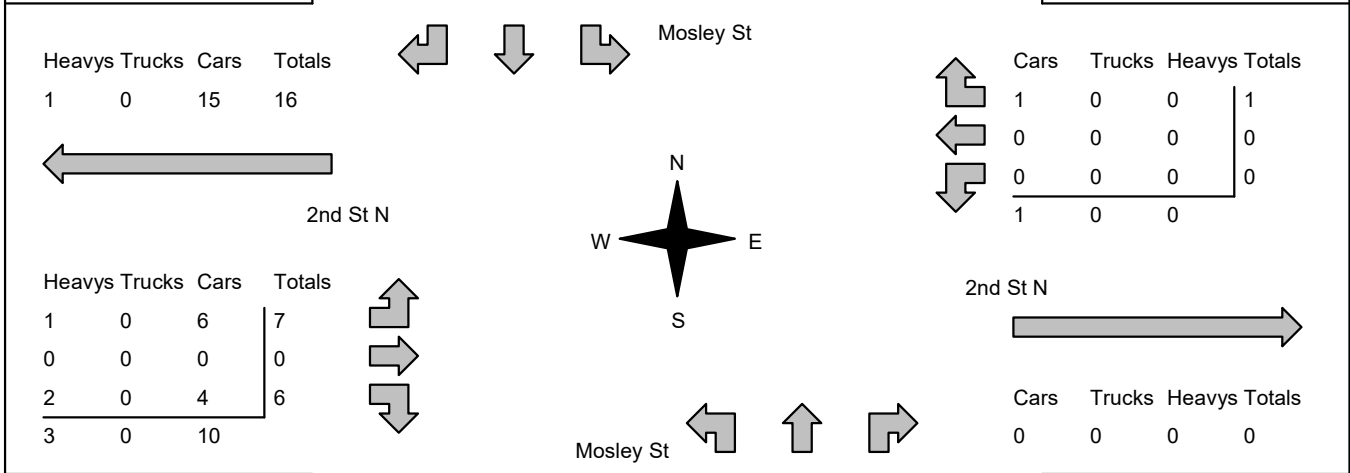 Mosley St
Heavys Trucks Cars Totals
1 0 15 16
2nd St N
Heavys Trucks Cars Totals
1 0 6 7
0 0 0 0
2 0 4 6
3 0 10
N
W E
S
Mosley St
Cars Trucks Heavys Totals
1 0 0 1
0 0 0 0
0 0 0 0
1 0 0
2nd St N
Cars Trucks Heavys Totals
0 0 0 0